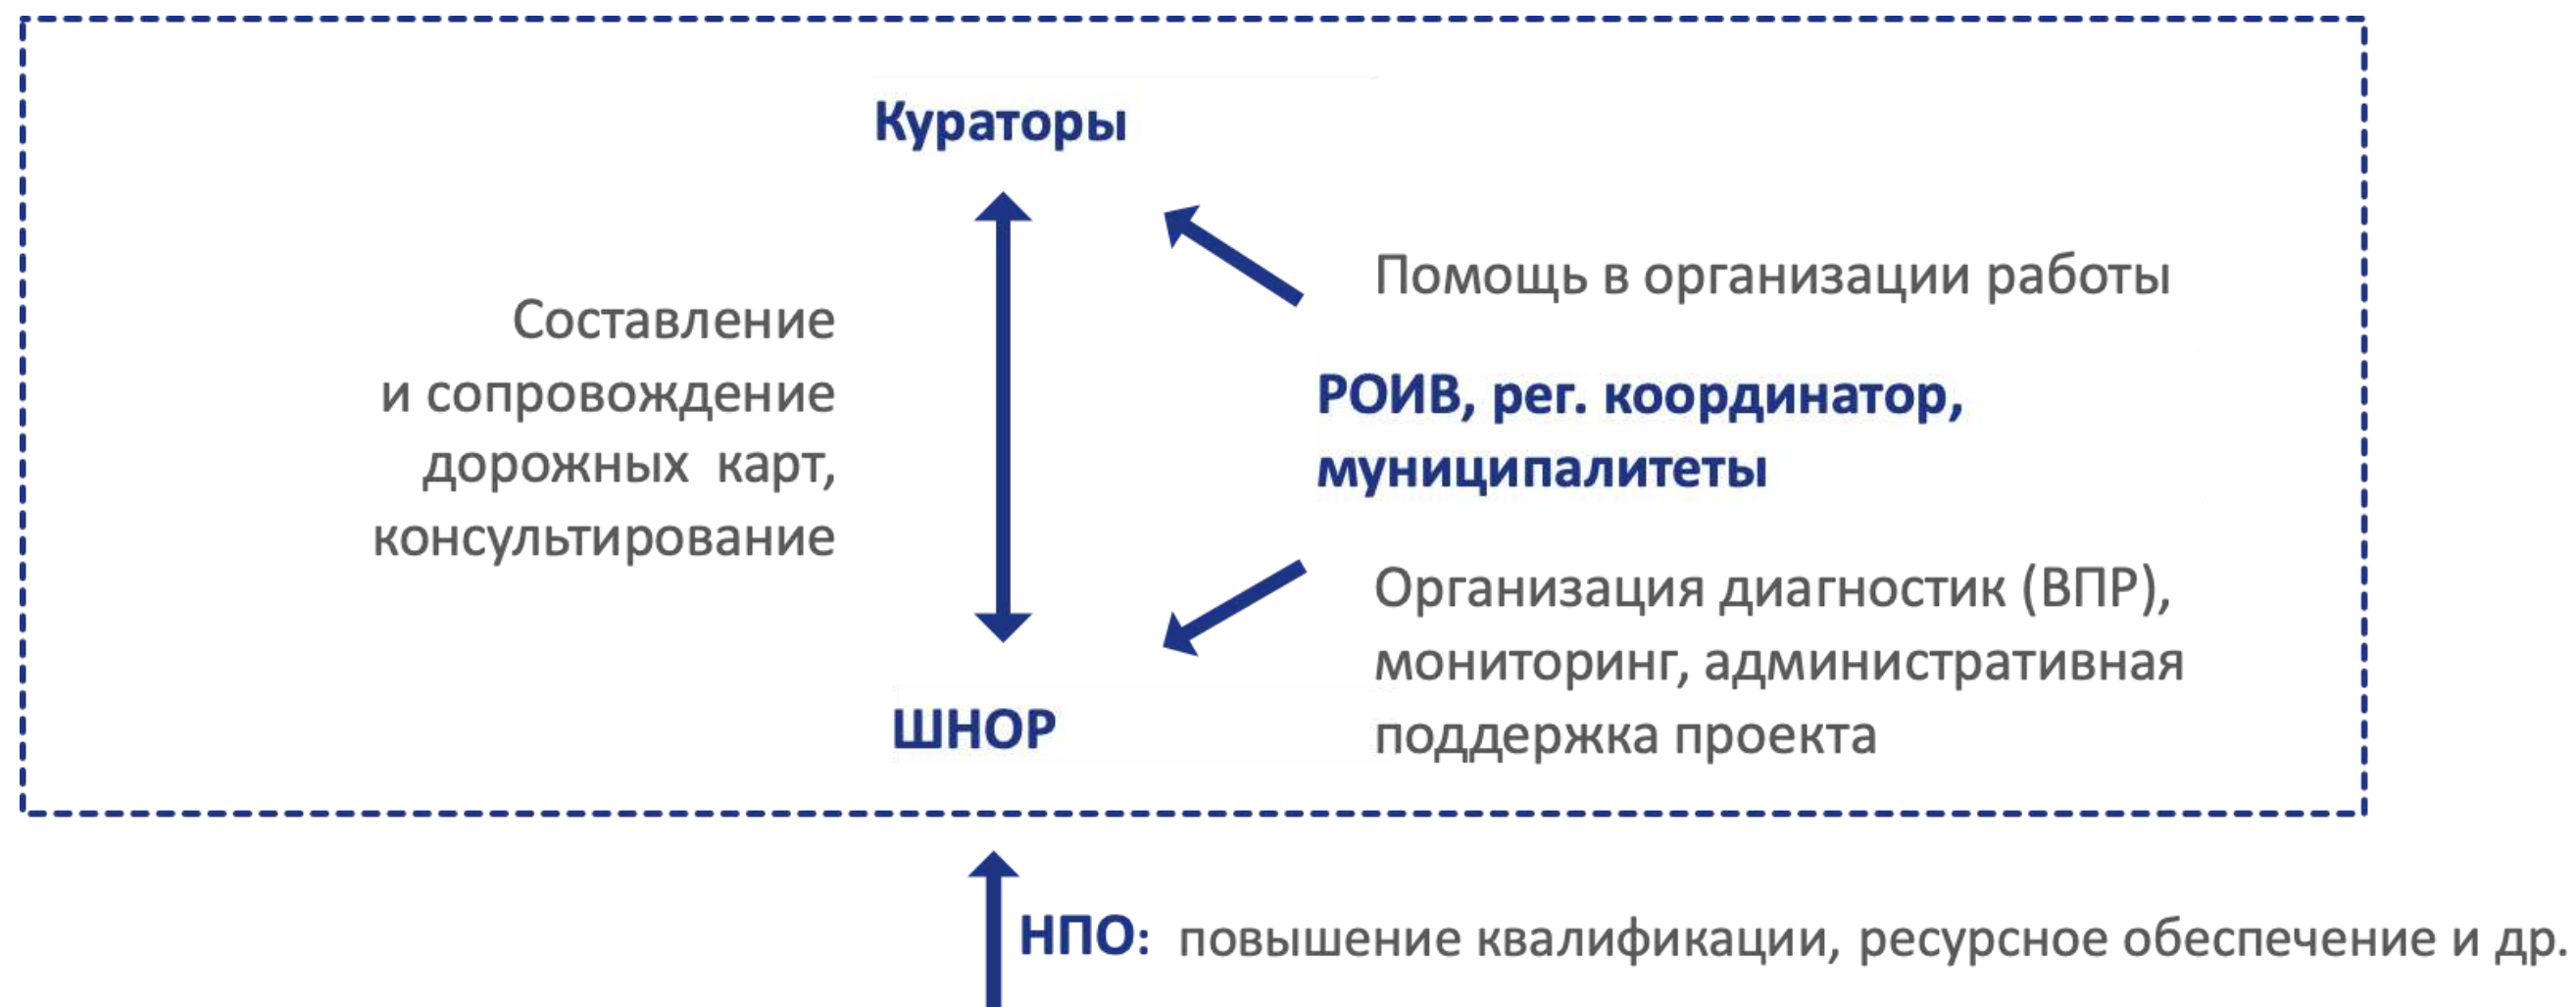 Кураторы
Составление
и сопровождение
дорожных карт,
консультирование
Помощь в организации работы
РОИВ, рег. координатор,
муниципалитеты
Организация диагностик (ВПР),
мониторинг, административная
поддержка проекта
ШНОР
НПО: повышение квалификации, ресурсное обеспечение и др.